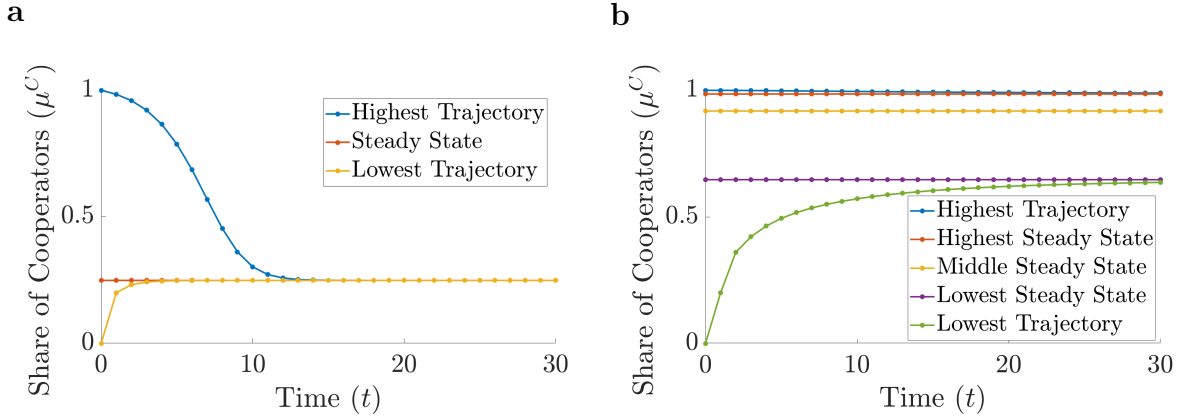 a
Share of Cooperators (μ^C)
1
0.5
0
0
10
20
30
Time (t)
Highest Trajectory
Steady State
Lowest Trajectory
b
Share of Cooperators (μ^C)
1
0.5
0
0
10
20
30
Time (t)
Highest Trajectory
Highest Steady State
Middle Steady State
Lowest Steady State
Lowest Trajectory